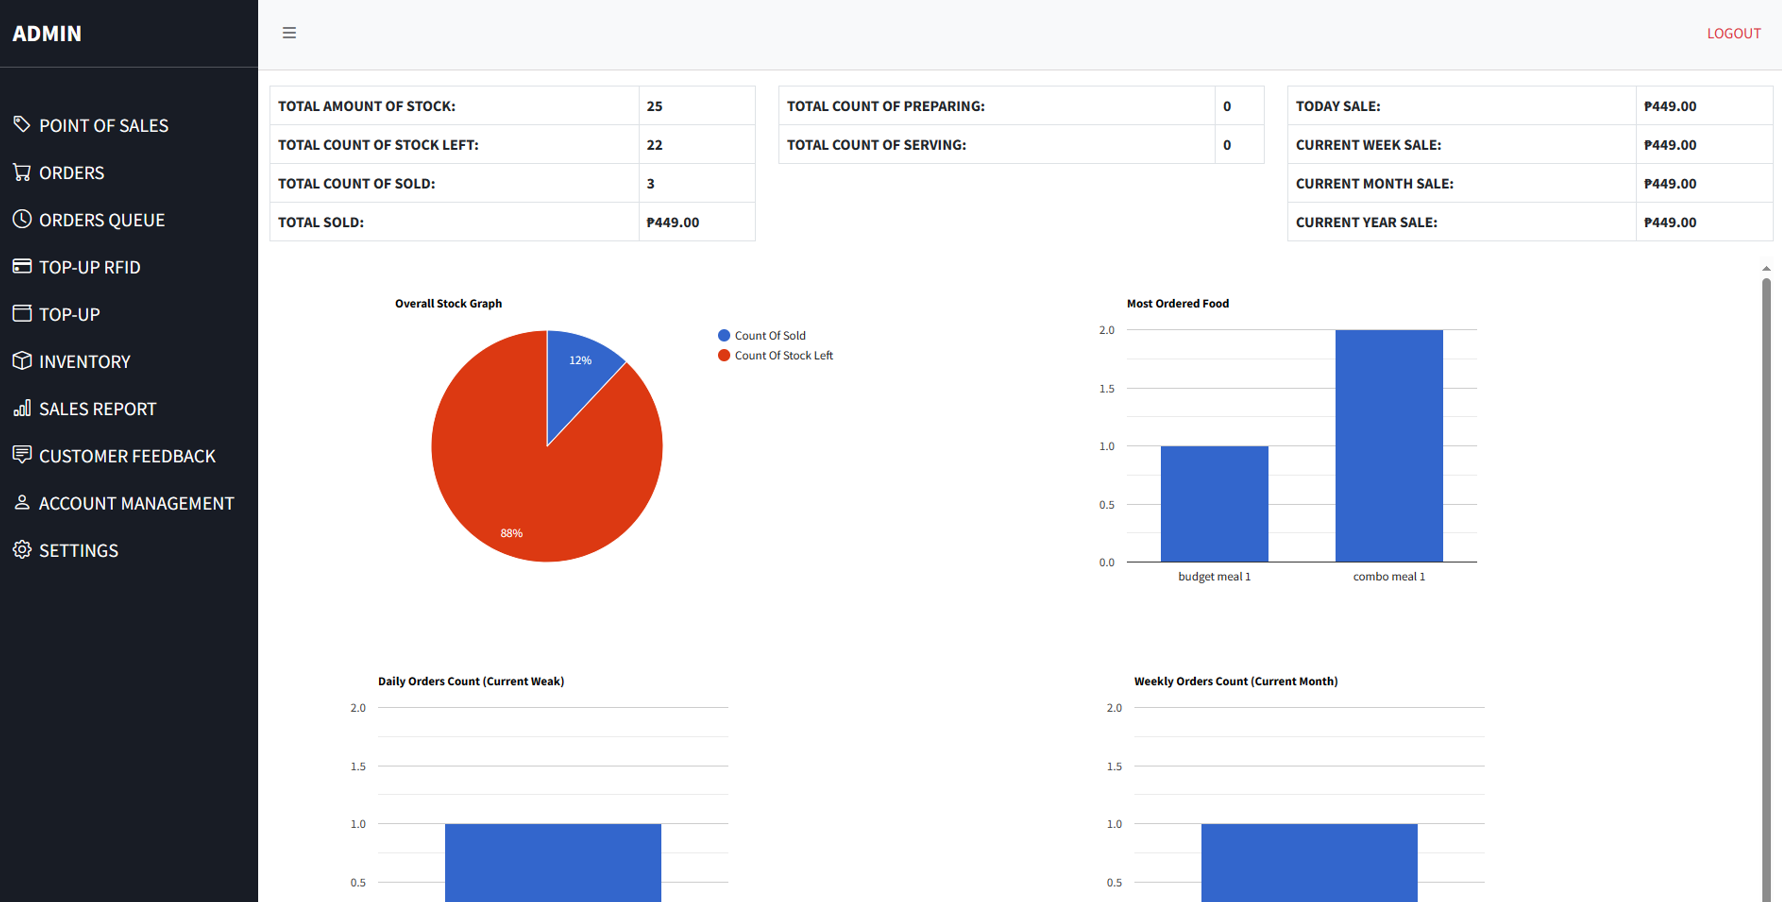 ADMIN
LOGOUT
POINT OF SALES
ORDERS
ORDERS QUEUE
TOP-UP RFID
TOP-UP
INVENTORY
SALES REPORT
CUSTOMER FEEDBACK
ACCOUNT MANAGEMENT
SETTINGS
TOTAL AMOUNT OF STOCK: 25
TOTAL COUNT OF STOCK LEFT: 22
TOTAL COUNT OF SOLD: 3
TOTAL SOLD: ₱449.00
TOTAL COUNT OF PREPARING: 0
TOTAL COUNT OF SERVING: 0
TODAY SALE: ₱449.00
CURRENT WEEK SALE: ₱449.00
CURRENT MONTH SALE: ₱449.00
CURRENT YEAR SALE: ₱449.00
Overall Stock Graph
Count Of Sold
Count Of Stock Left
12%
88%
Most Ordered Food
2.0
1.5
1.0
0.5
0.0
budget meal 1
combo meal 1
Daily Orders Count (Current Weak)
2.0
1.5
1.0
0.5
Weekly Orders Count (Current Month)
2.0
1.5
1.0
0.5